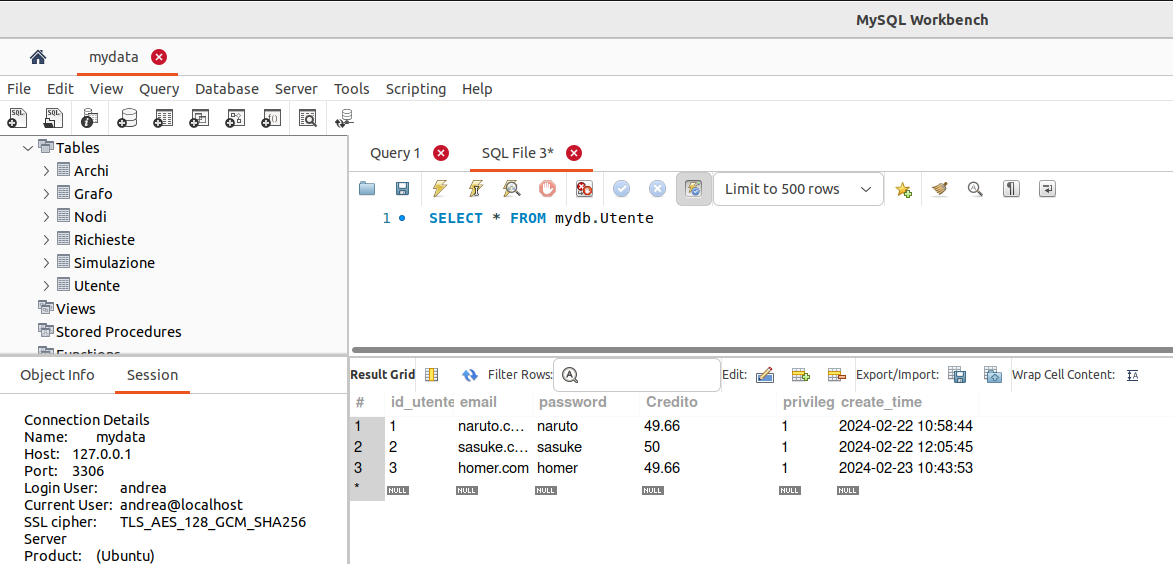 MySQL Workbench
mydata
File Edit View Query Database Server Tools Scripting Help
Tables
Archi
Grafo
Nodi
Richieste
Simulazione
Utente
Views
Stored Procedures
Functions
Query 1
SQL File 3*
Limit to 500 rows
1 SELECT * FROM mydb.Utente
Object Info Session
Connection Details
Name: mydata
Host: 127.0.0.1
Port: 3306
Login User: andrea
Current User: andrea@localhost
SSL cipher: TLS_AES_128_GCM_SHA256
Server
Product: (Ubuntu)
Result Grid Filter Rows: Edit: Export/Import: Wrap Cell Content:
# id_utente email password Credito privileg create_time
1 1 naruto.c... naruto 49.66 1 2024-02-22 10:58:44
2 2 sasuke.c... sasuke 50 1 2024-02-22 12:05:45
3 3 homer.com homer 49.66 1 2024-02-23 10:43:53
* NULL NULL NULL NULL NULL NULL